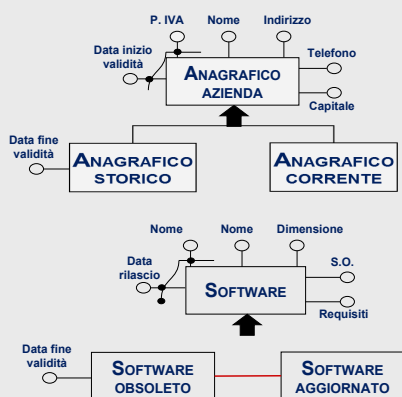 P. IVA Nome Indirizzo
Data inizio
validità
Telefono
ANAGRAFICO
AZIENDA
Capitale
Data fine
validità
ANAGRAFICO
STORICO
ANAGRAFICO
CORRENTE
Nome Nome Dimensione
Data
rilascio
S.O.
SOFTWARE
Requisiti
Data fine
validità
SOFTWARE
OBSOLETO
SOFTWARE
AGGIORNATO